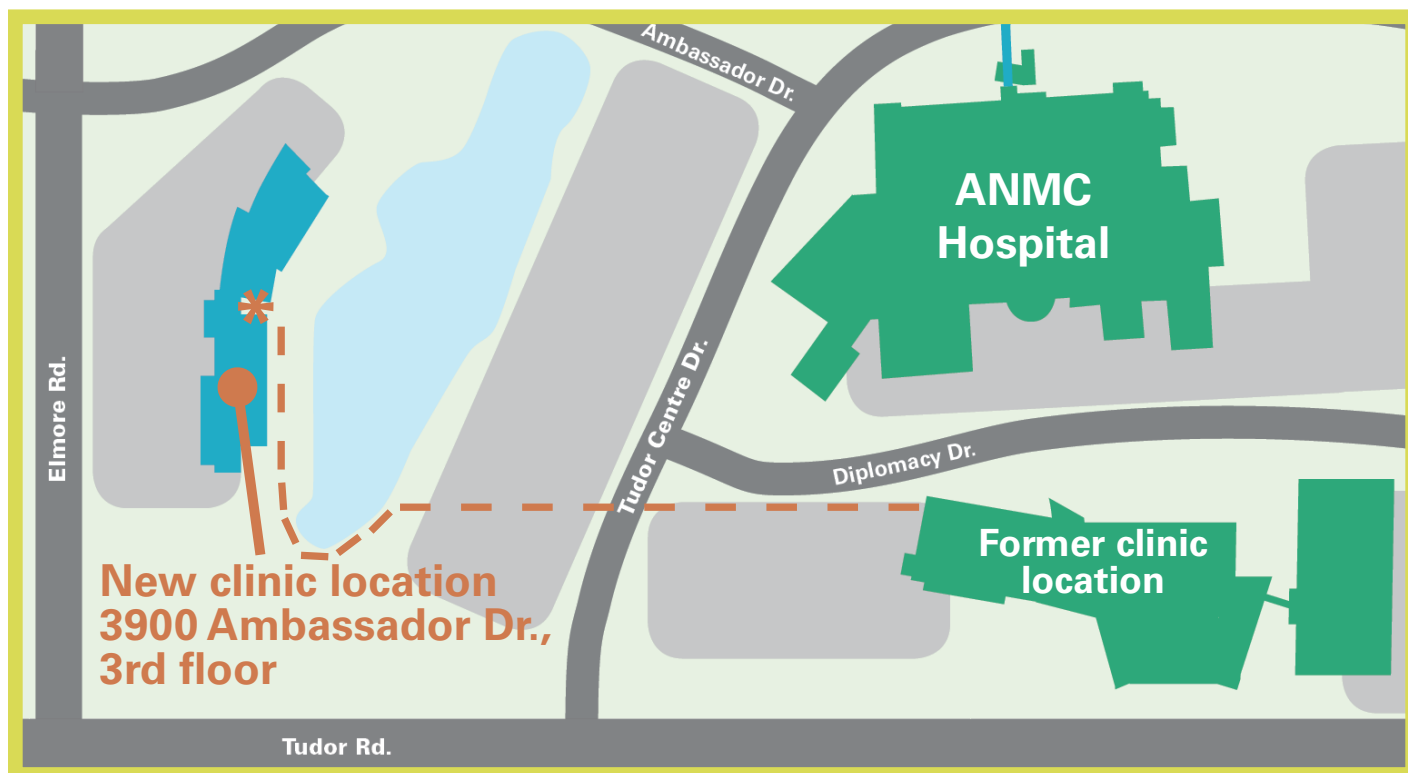 Ambassador Dr.
ANMC
Hospital
Elmore Rd.
Tudor Centre Dr.
Diplomacy Dr.
Former clinic
location
New clinic location
3900 Ambassador Dr.,
3rd floor
Tudor Rd.